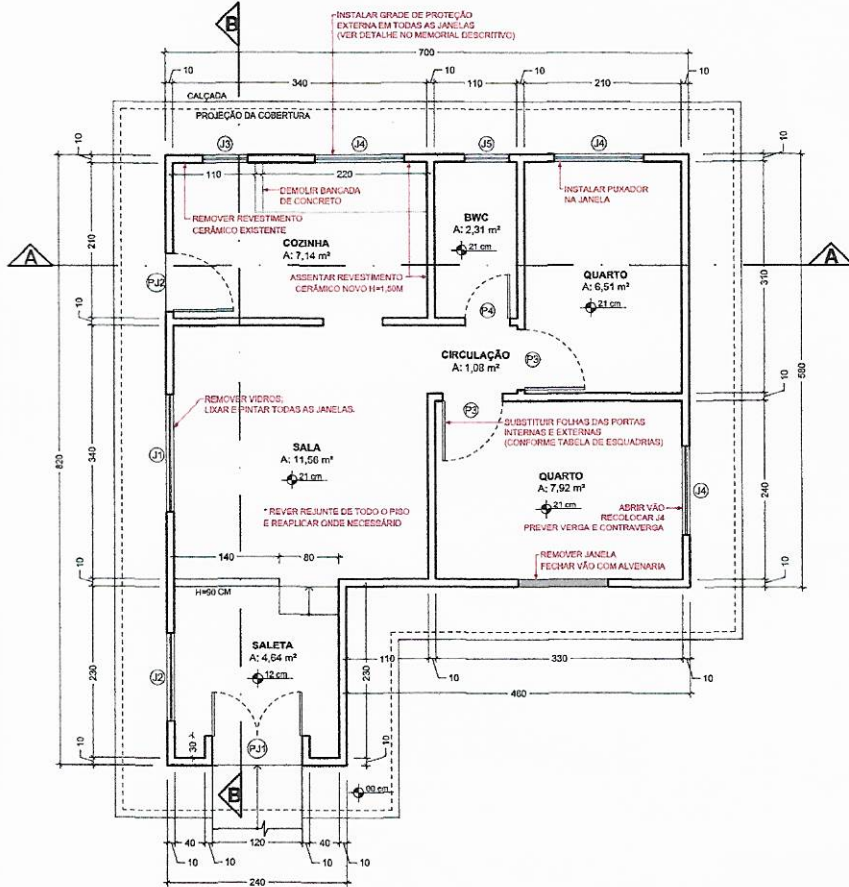 B
INSTALAR GRADE DE PROTEÇÃO
EXTERNA EM TODAS AS JANELAS
(VER DETALHE NO MEMORIAL DESCRITIVO)
700
10
340
10
110
10
210
10
CALÇADA
PROJEÇÃO DA COBERTURA
10
J3
J4
J5
J4
10
110
220
DEMOLIR BANCADA
DE CONCRETO
INSTALAR PUXADOR
NA JANELA
REMOVER REVESTIMENTO
CERÂMICO EXISTENTE
BWC
A: 2,31 m²
21 cm
210
COZINHA
A: 7,14 m²
A
A
PJ2
ASSENTAR REVESTIMENTO
CERÂMICO NOVO H=1,50M
QUARTO
A: 6,51 m²
21 cm
310
P4
10
CIRCULAÇÃO
A: 1,08 m²
P3
580
10
P3
REMOVER VIDROS;
LIXAR E PINTAR TODAS AS JANELAS.
SUBSTITUIR FOLHAS DAS PORTAS
INTERNAS E EXTERNAS
(CONFORME TABELA DE ESQUADRIAS)
820
340
J1
SALA
A: 11,56 m²
21 cm
QUARTO
A: 7,92 m²
21 cm
240
J4
* REVER REJUNTE DE TODO O PISO
E REAPLICAR ONDE NECESSÁRIO
ABRIR VÃO
RECOLOCAR J4
PREVER VERGA E CONTRAVERGA
140
80
REMOVER JANELA
FECHAR VÃO COM ALVENARIA
10
10
H=90 CM
SALETA
A: 4,64 m²
12 cm
230
J2
230
110
330
10
10
460
30
PJ1
10
10
B
00 cm
40
120
40
10
10
10
10
240